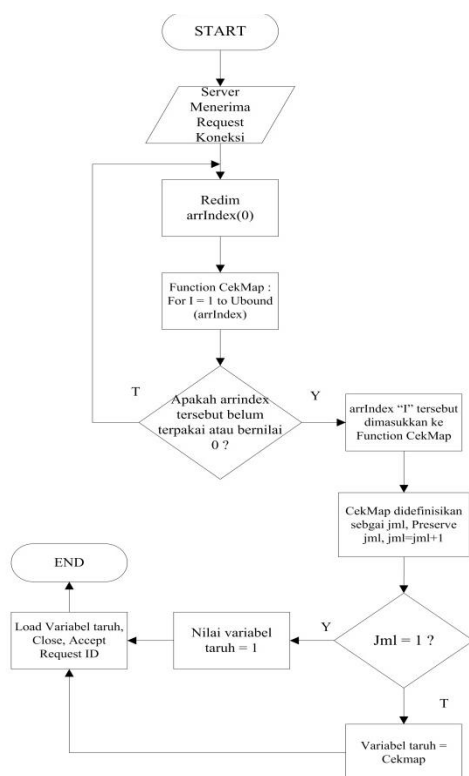 START
Server
Menerima
Request
Koneksi
Redim
arrIndex(0)
Function CekMap :
For I = 1 to Ubound
(arrIndex)
T
Apakah arrindex
tersebut belum
terpakai atau bernilai
0 ?
Y
arrIndex “I” tersebut
dimasukkan ke
Function CekMap
CekMap didefinisikan
sebgai jml, Preserve
jml, jml=jml+1
END
Load Variabel taruh,
Close, Accept
Request ID
Nilai variabel
taruh = 1
Y
Jml = 1 ?
T
Variabel taruh =
Cekmap